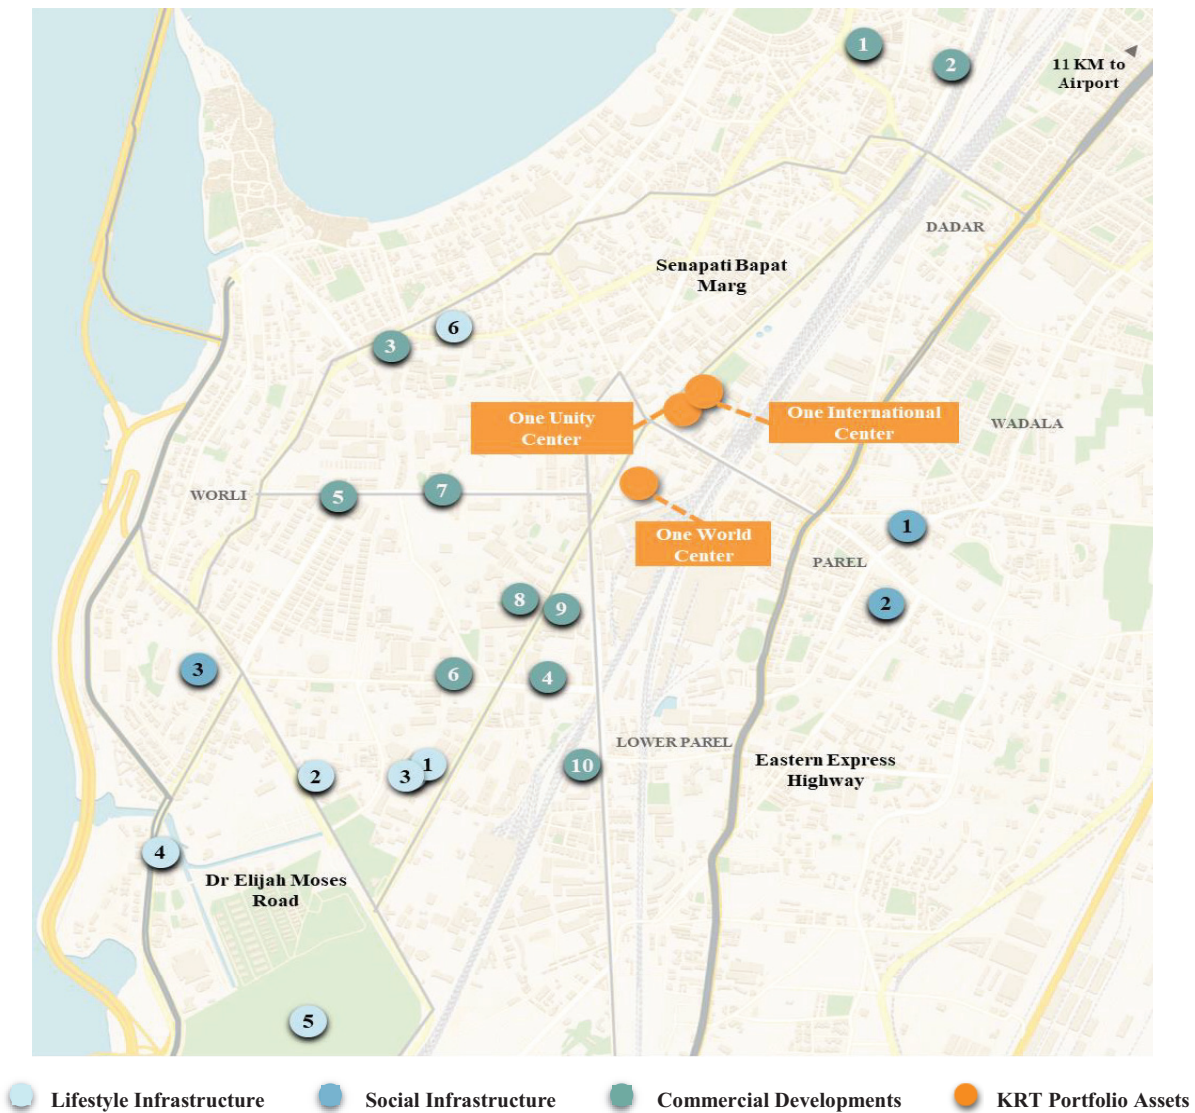 1
2
11 KM to
Airport
DADAR
Senapati Bapat
Marg
6
3
One Unity
Center
One International
Center
WADALA
WORLI
5
7
1
One World
Center
PAREL
8
9
2
3
6
4
LOWER PAREL
Eastern Express
Highway
2
3
1
10
4
Dr Elijah Moses
Road
5
Lifestyle Infrastructure
Social Infrastructure
Commercial Developments
KRT Portfolio Assets